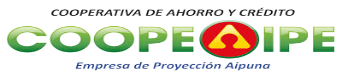 COOPERATIVA DE AHORRO Y CRÉDITO
COOPEAIPE
Empresa de Proyección Aipuna